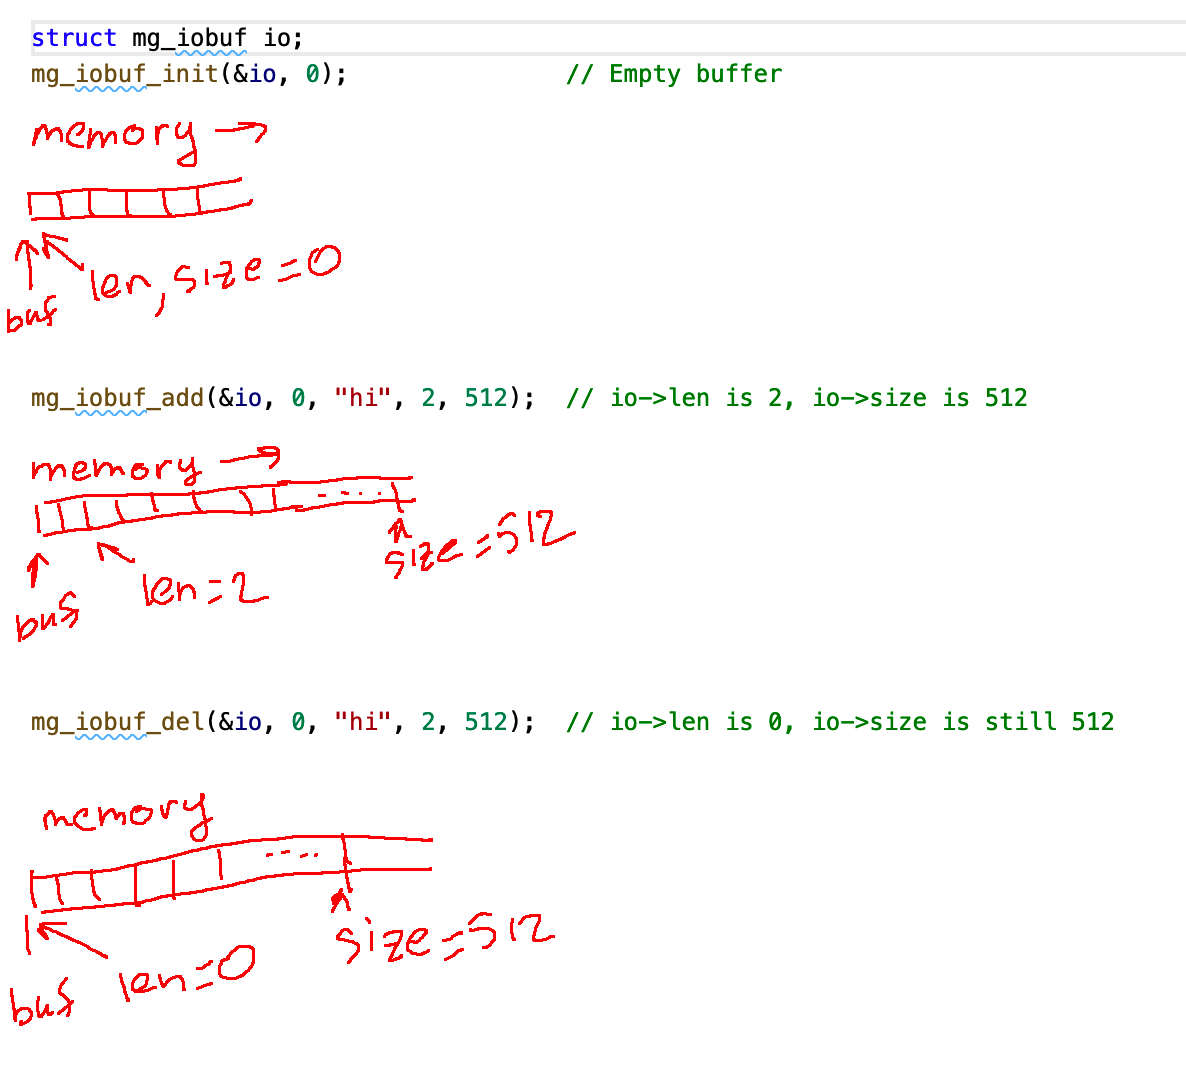 struct mg_iobuf io;
mg_iobuf_init(&io, 0);               // Empty buffer
memory
len, size = 0
buf
mg_iobuf_add(&io, 0, "hi", 2, 512);  // io->len is 2, io->size is 512
memory
size = 512
len = 2
buf
mg_iobuf_del(&io, 0, "hi", 2, 512);  // io->len is 0, io->size is still 512
memory
size = 512
len = 0
buf